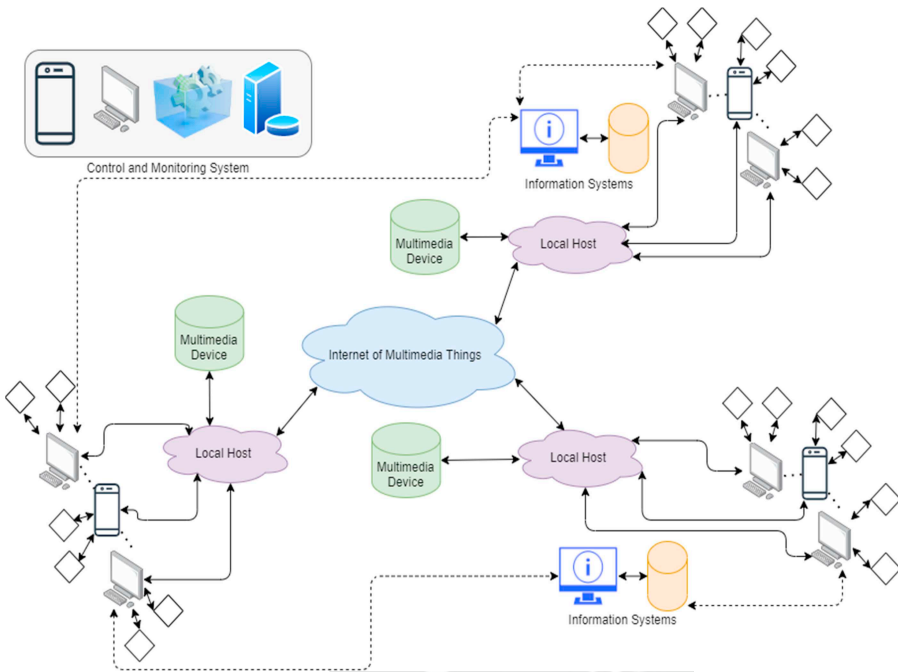 Control and Monitoring System
i
Information Systems
Multimedia
Device
Local Host
Multimedia
Device
Internet of Multimedia Things
Local Host
Multimedia
Device
Local Host
i
Information Systems